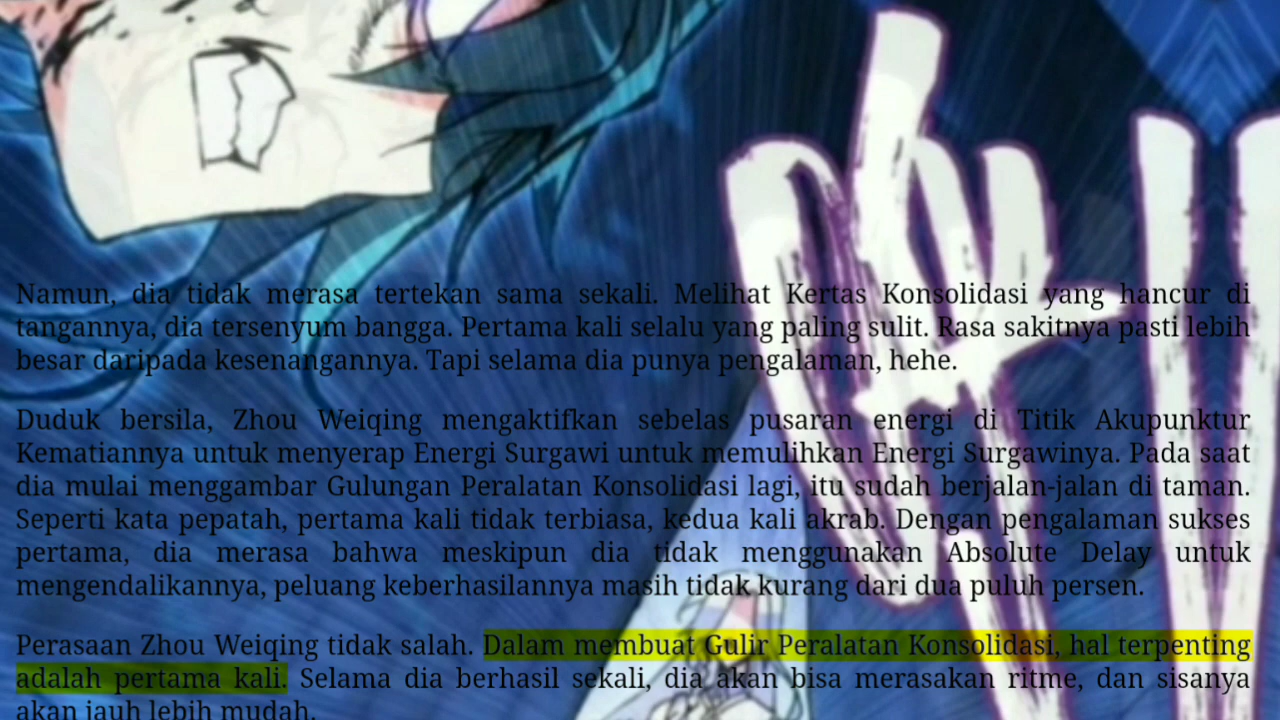 Namun, dia tidak merasa tertekan sama sekali. Melihat Kertas Konsolidasi yang hancur di
tangannya, dia tersenyum bangga. Pertama kali selalu yang paling sulit. Rasa sakitnya pasti lebih
besar daripada kesenangannya. Tapi selama dia punya pengalaman, hehe.
Duduk bersila, Zhou Weiqing mengaktifkan sebelas pusaran energi di Titik Akupunktur
Kematiannya untuk menyerap Energi Surgawi untuk memulihkan Energi Surgawinya. Pada saat
dia mulai menggambar Gulungan Peralatan Konsolidasi lagi, itu sudah berjalan-jalan di taman.
Seperti kata pepatah, pertama kali tidak terbiasa, kedua kali akrab. Dengan pengalaman sukses
pertama, dia merasa bahwa meskipun dia tidak menggunakan Absolute Delay untuk
mengendalikannya, peluang keberhasilannya masih tidak kurang dari dua puluh persen.
Perasaan Zhou Weiqing tidak salah. Dalam membuat Gulir Peralatan Konsolidasi, hal terpenting
adalah pertama kali. Selama dia berhasil sekali, dia akan bisa merasakan ritme, dan sisanya
akan jauh lebih mudah.